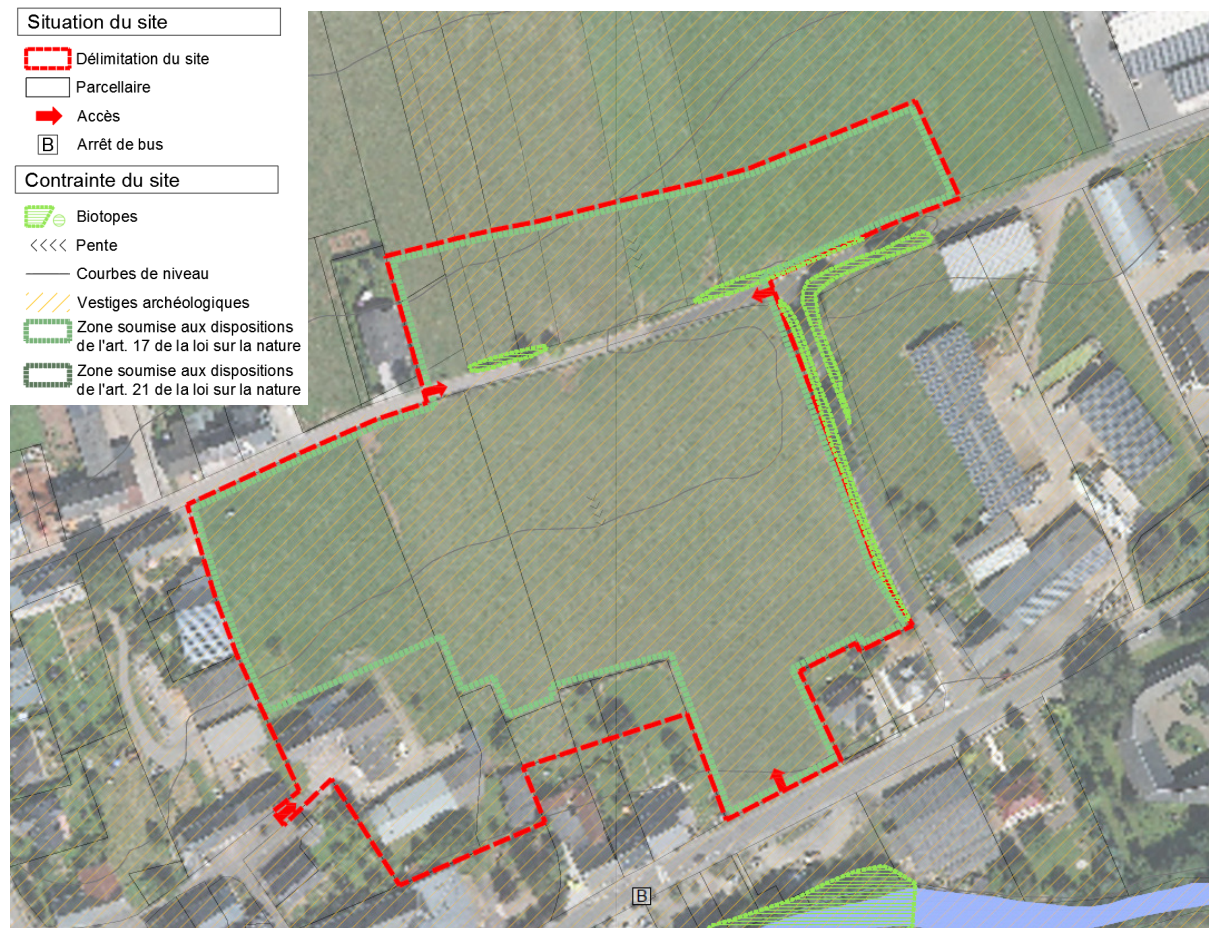 Situation du site
Délimitation du site
Parcellaire
Accès
B Arrêt de bus
Contrainte du site
Biotopes
Pente
Courbes de niveau
Vestiges archéologiques
Zone soumise aux dispositions
de l'art. 17 de la loi sur la nature
Zone soumise aux dispositions
de l'art. 21 de la loi sur la nature
B